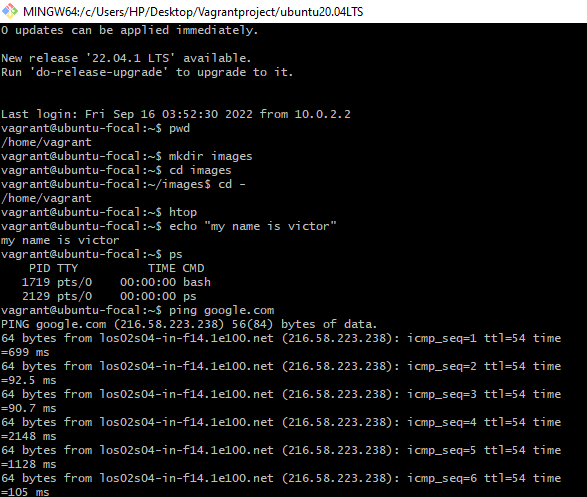 MINGW64:/c/Users/HP/Desktop/Vagrantproject/ubuntu20.04LTS
0 updates can be applied immediately.
New release '22.04.1 LTS' available.
Run 'do-release-upgrade' to upgrade to it.
Last login: Fri Sep 16 03:52:30 2022 from 10.0.2.2
vagrant@ubuntu-focal:~$ pwd
/home/vagrant
vagrant@ubuntu-focal:~$ mkdir images
vagrant@ubuntu-focal:~$ cd images
vagrant@ubuntu-focal:~/images$ cd -
/home/vagrant
vagrant@ubuntu-focal:~$ htop
vagrant@ubuntu-focal:~$ echo "my name is victor"
my name is victor
vagrant@ubuntu-focal:~$ ps
    PID TTY          TIME CMD
   1719 pts/0    00:00:00 bash
   2129 pts/0    00:00:00 ps
vagrant@ubuntu-focal:~$ ping google.com
PING google.com (216.58.223.238) 56(84) bytes of data.
64 bytes from los02s04-in-f14.1e100.net (216.58.223.238): icmp_seq=1 ttl=54 time
=699 ms
64 bytes from los02s04-in-f14.1e100.net (216.58.223.238): icmp_seq=2 ttl=54 time
=92.5 ms
64 bytes from los02s04-in-f14.1e100.net (216.58.223.238): icmp_seq=3 ttl=54 time
=90.7 ms
64 bytes from los02s04-in-f14.1e100.net (216.58.223.238): icmp_seq=4 ttl=54 time
=2148 ms
64 bytes from los02s04-in-f14.1e100.net (216.58.223.238): icmp_seq=5 ttl=54 time
=1128 ms
64 bytes from los02s04-in-f14.1e100.net (216.58.223.238): icmp_seq=6 ttl=54 time
=105 ms